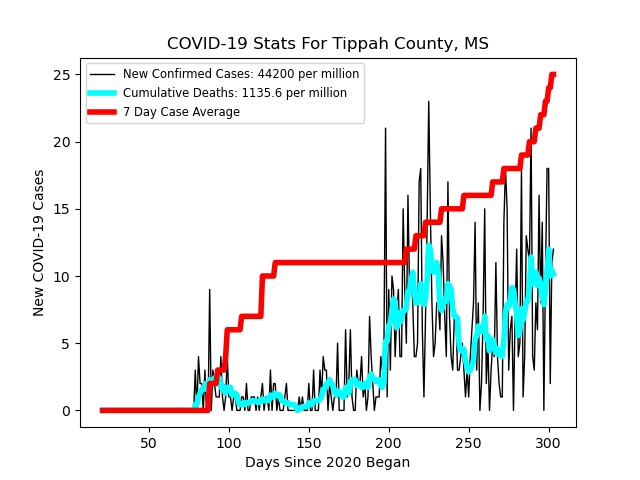 COVID-19 Stats For Tippah County, MS
New Confirmed Cases: 44200 per million
Cumulative Deaths: 1135.6 per million
7 Day Case Average
25
20
15
10
5
0
New COVID-19 Cases
50 100 150 200 250 300
Days Since 2020 Began